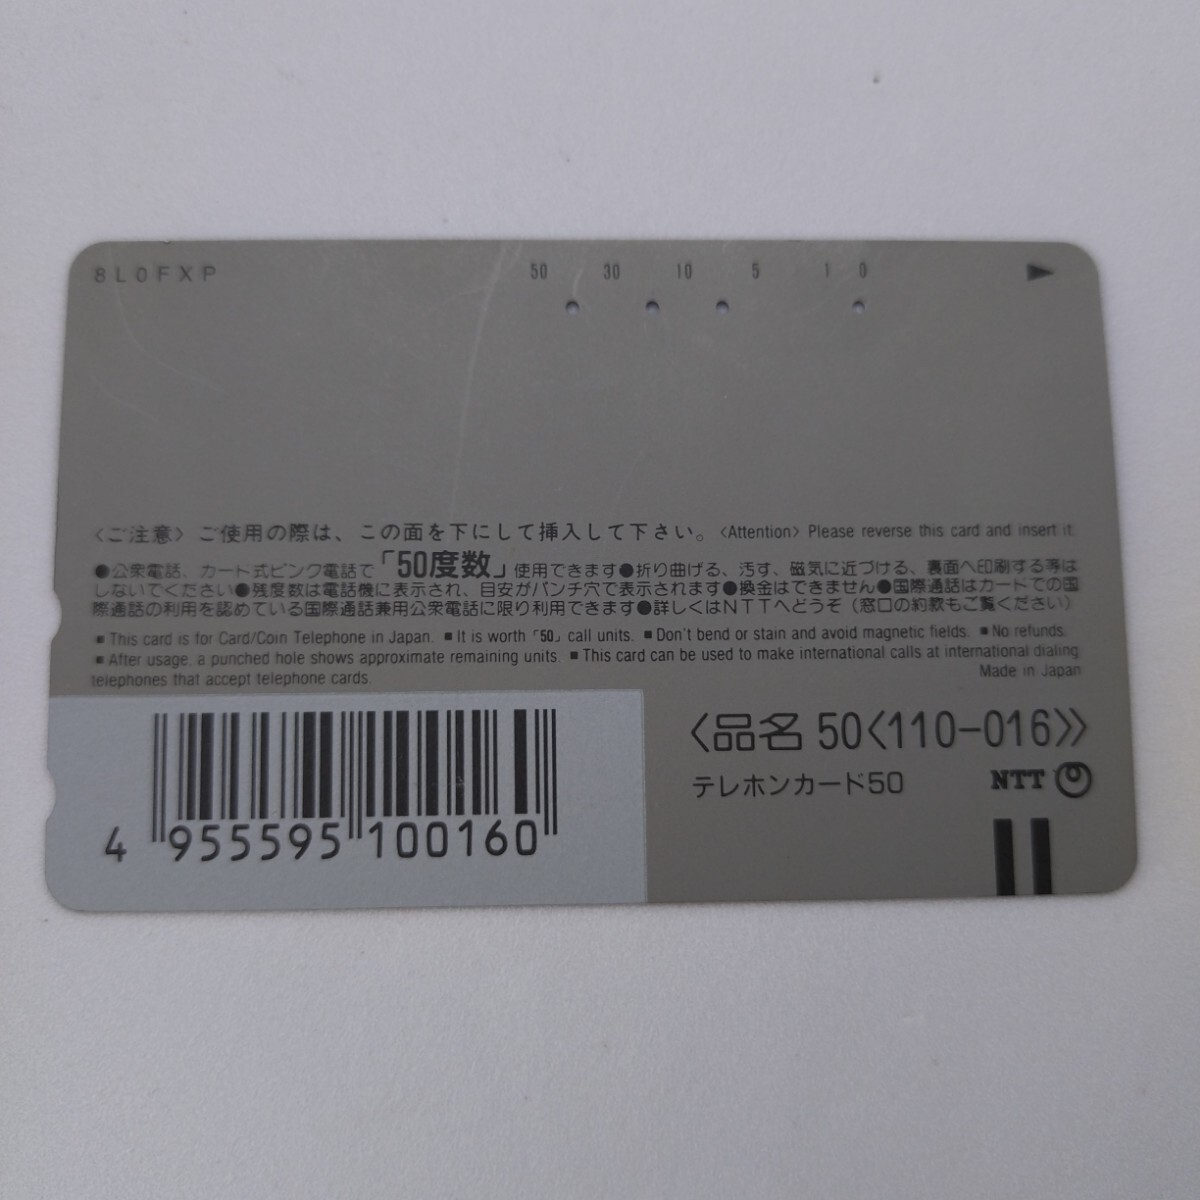 8L0FXP
50 30 10 5 1 0
〈ご注意〉ご使用の際は、この面を下にして挿入して下さい。〈Attention〉Please reverse this card and insert it.
●公衆電話、カード式ピンク電話で「50度数」使用できます●折り曲げる、汚す、磁気に近づける、裏面へ印刷する等は
しないでください●残度数は電話機に表示され、目安がパンチ穴で表示されます●換金はできません●国際通話はカードでの国
際通話の利用を認めている国際通話兼用公衆電話に限り利用できます●詳しくはNTTへどうぞ（窓口の約款もご覧ください）
■This card is for Card/Coin Telephone in Japan. ■It is worth「50」call units. ■Don't bend or stain and avoid magnetic fields. ■No refunds.
■After usage, a punched hole shows approximate remaining units. ■This card can be used to make international calls at international dialing
telephones that accept telephone cards. Made in Japan
〈品名 50〈110-016〉〉
テレホンカード50 NTT
4 955595 100160